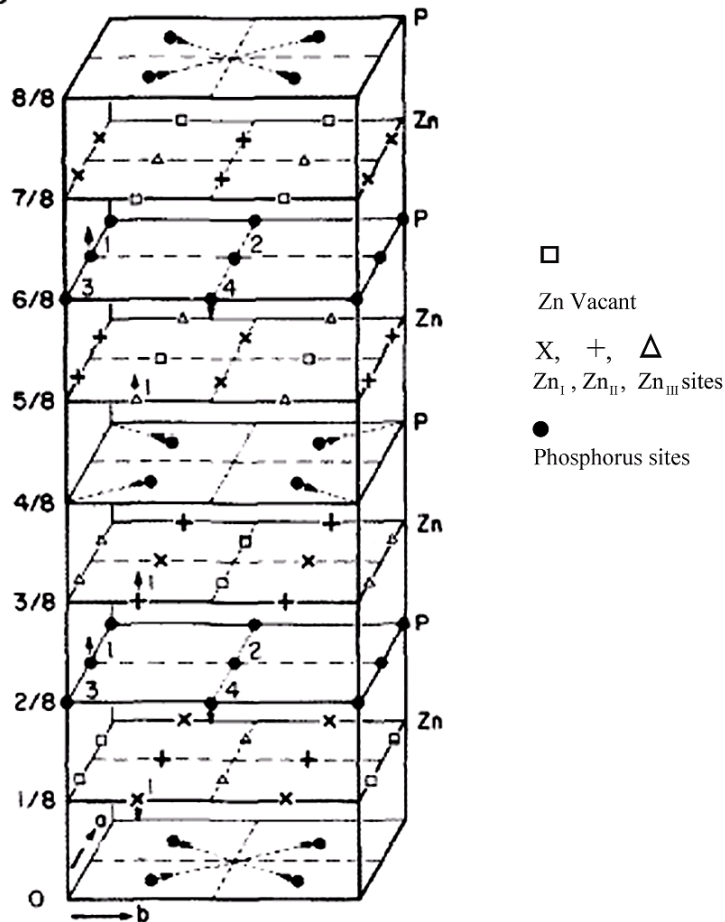 P
8/8
Zn
7/8
P
1 2
3 4
6/8
Zn
1
5/8
P
4/8
Zn
1
3/8
P
1 2
3 4
2/8
Zn
1
1/8
a
0
b
Zn Vacant
X, +, Δ
ZnI , ZnII, ZnIII sites
Phosphorus sites